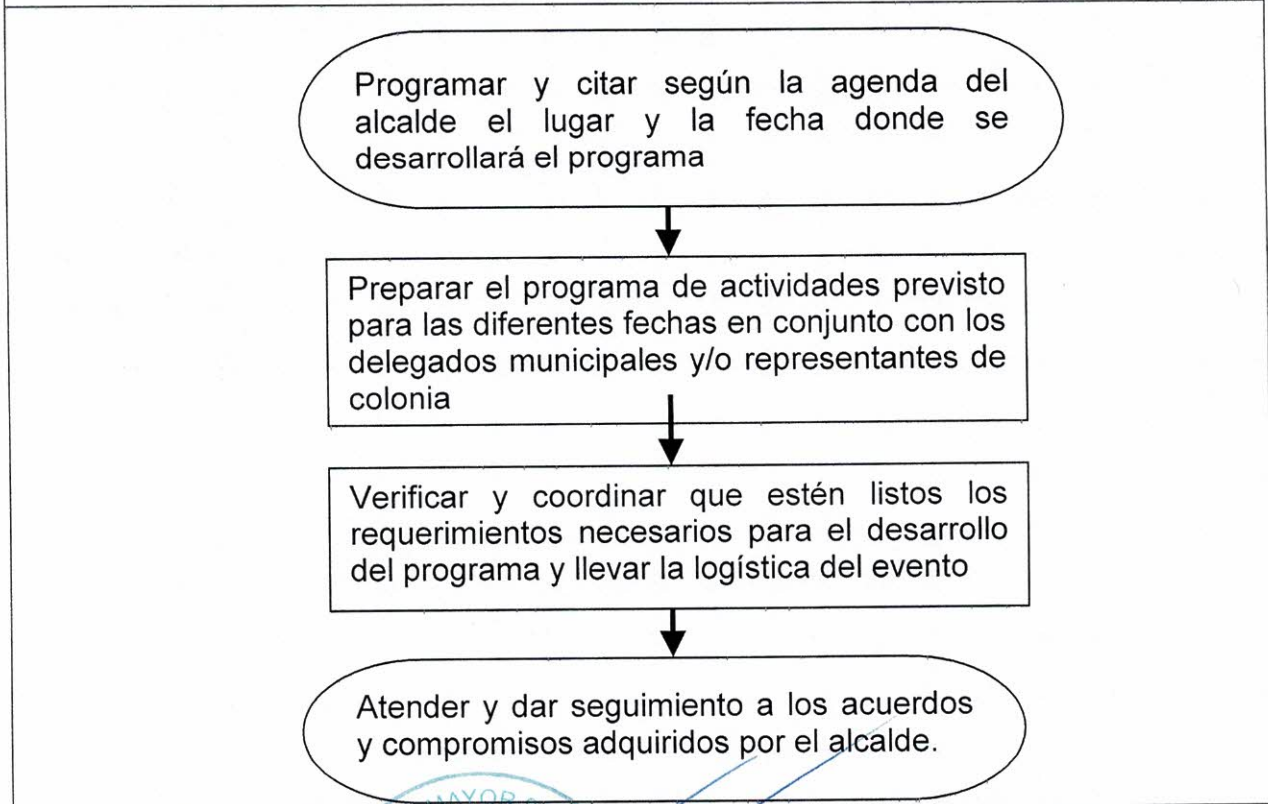 Programar y citar según la agenda del
alcalde el lugar y la fecha donde se
desarrollará el programa
Preparar el programa de actividades previsto
para las diferentes fechas en conjunto con los
delegados municipales y/o representantes de
colonia
Verificar y coordinar que estén listos los
requerimientos necesarios para el desarrollo
del programa y llevar la logística del evento
Atender y dar seguimiento a los acuerdos
y compromisos adquiridos por el alcalde.
MAYOR